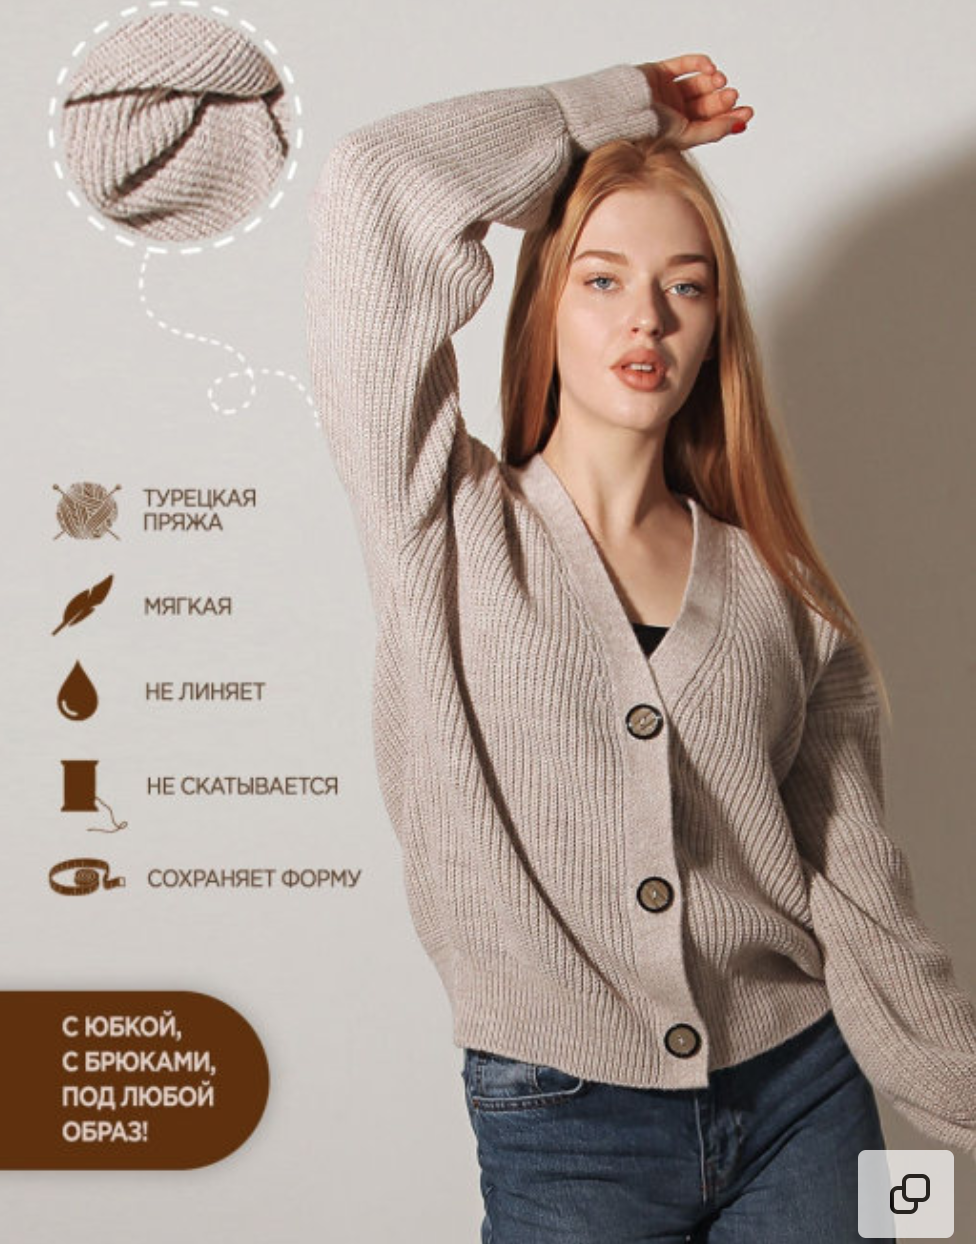 ТУРЕЦКАЯ
ПРЯЖА
МЯГКАЯ
НЕ ЛИНЯЕТ
НЕ СКАТЫВАЕТСЯ
СОХРАНЯЕТ ФОРМУ
С ЮБКОЙ,
С БРЮКАМИ,
ПОД ЛЮБОЙ
ОБРАЗ!